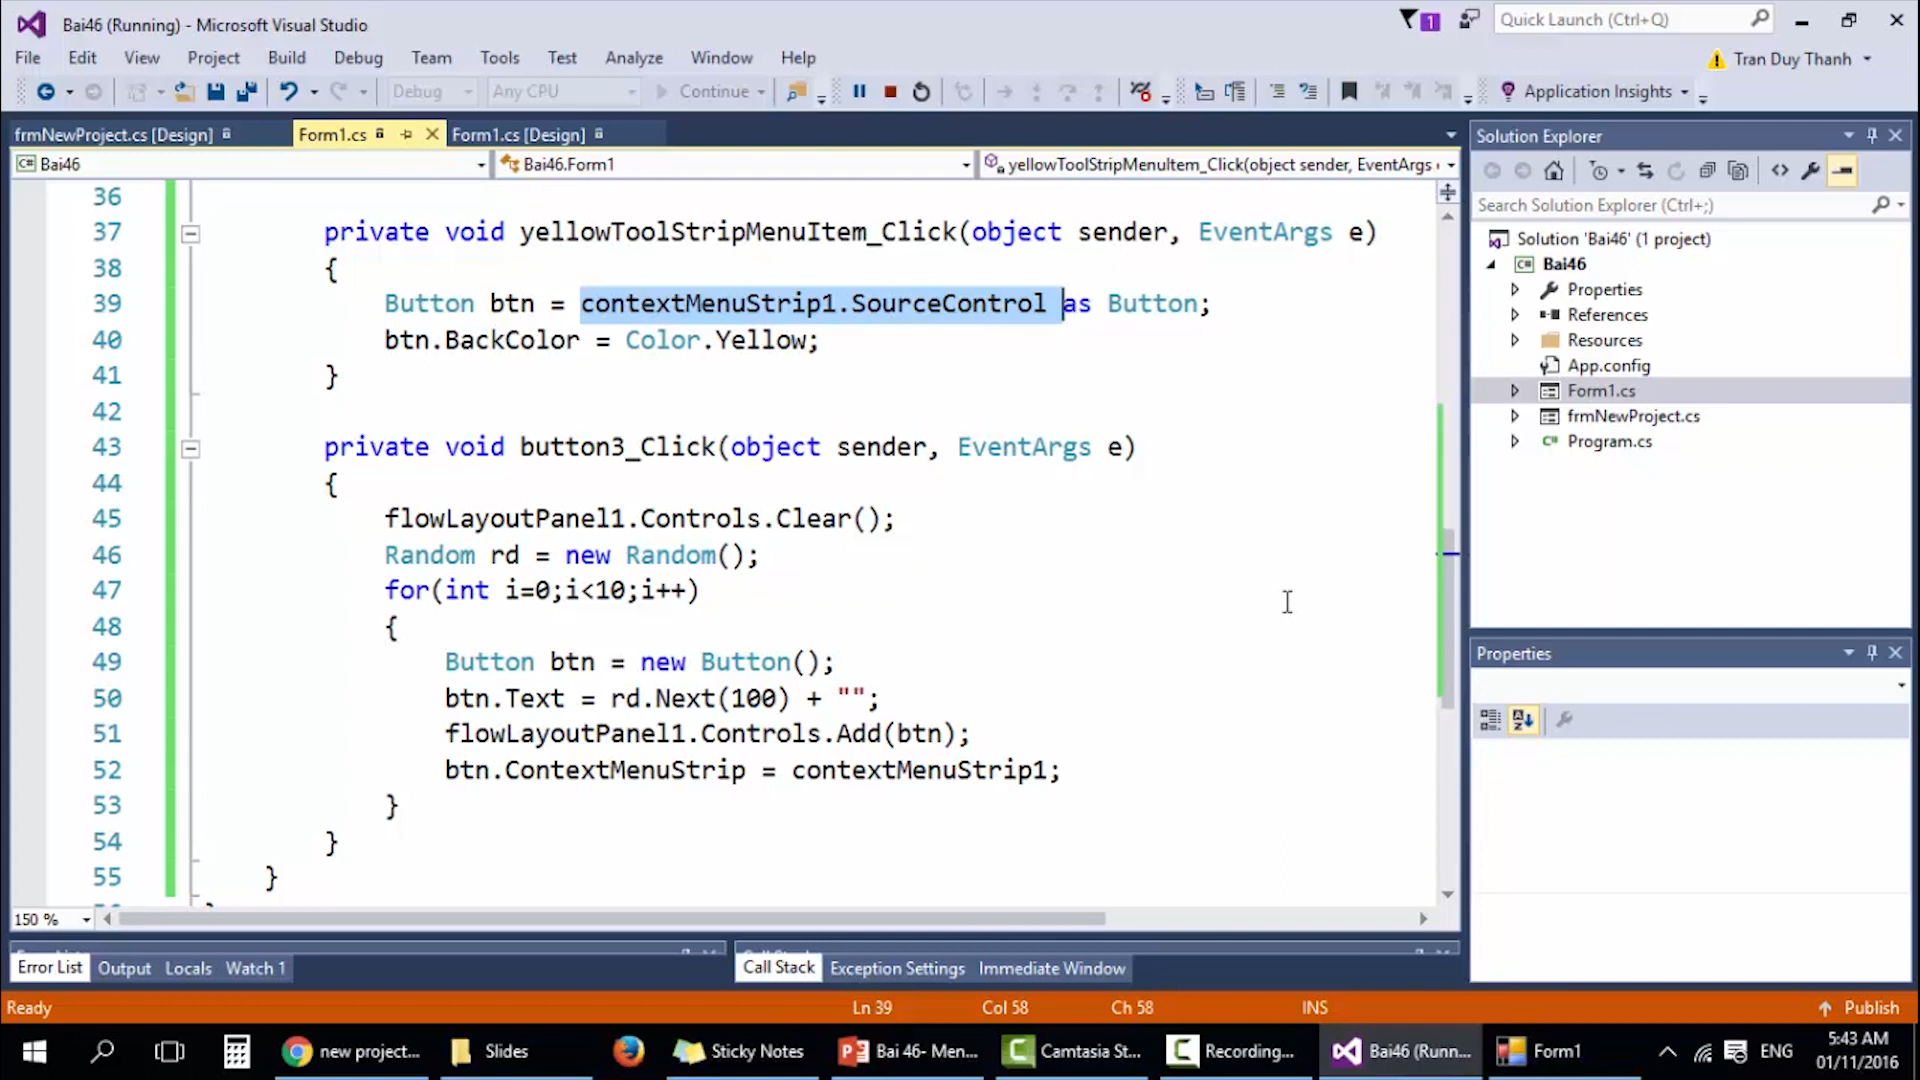 Bai46 (Running) - Microsoft Visual Studio
1
Quick Launch (Ctrl+Q)
File Edit View Project Build Debug Team Tools Test Analyze Window Help
Tran Duy Thanh
Debug Any CPU Continue Application Insights
frmNewProject.cs [Design] Form1.cs Form1.cs [Design]
C# Bai46 Bai46.Form1 yellowToolStripMenuItem_Click(object sender, EventArgs
36
37 private void yellowToolStripMenuItem_Click(object sender, EventArgs e)
38 {
39 Button btn = contextMenuStrip1.SourceControl as Button;
40 btn.BackColor = Color.Yellow;
41 }
42
43 private void button3_Click(object sender, EventArgs e)
44 {
45 flowLayoutPanel1.Controls.Clear();
46 Random rd = new Random();
47 for(int i=0;i<10;i++)
48 {
49 Button btn = new Button();
50 btn.Text = rd.Next(100) + "";
51 flowLayoutPanel1.Controls.Add(btn);
52 btn.ContextMenuStrip = contextMenuStrip1;
53 }
54 }
55 }
150 %
Solution Explorer
Search Solution Explorer (Ctrl+;)
Solution 'Bai46' (1 project)
C# Bai46
Properties
References
Resources
App.config
Form1.cs
frmNewProject.cs
C# Program.cs
Properties
Error List Output Locals Watch 1
Call Stack Exception Settings Immediate Window
Ready Ln 39 Col 58 Ch 58 INS Publish
new project... Slides Sticky Notes Bai 46- Men... Camtasia St... Recording... Bai46 (Runn... Form1 ENG
5:43 AM
01/11/2016